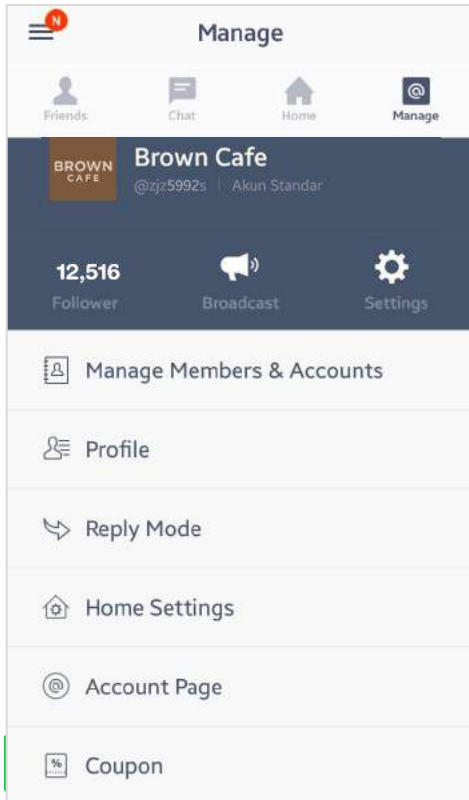 N
Manage
Friends Chat Home Manage
BROWN CAFE
Brown Cafe
@zjz5992s | Akun Standar
12,516
Follower Broadcast Settings
Manage Members & Accounts
Profile
Reply Mode
Home Settings
Account Page
Coupon